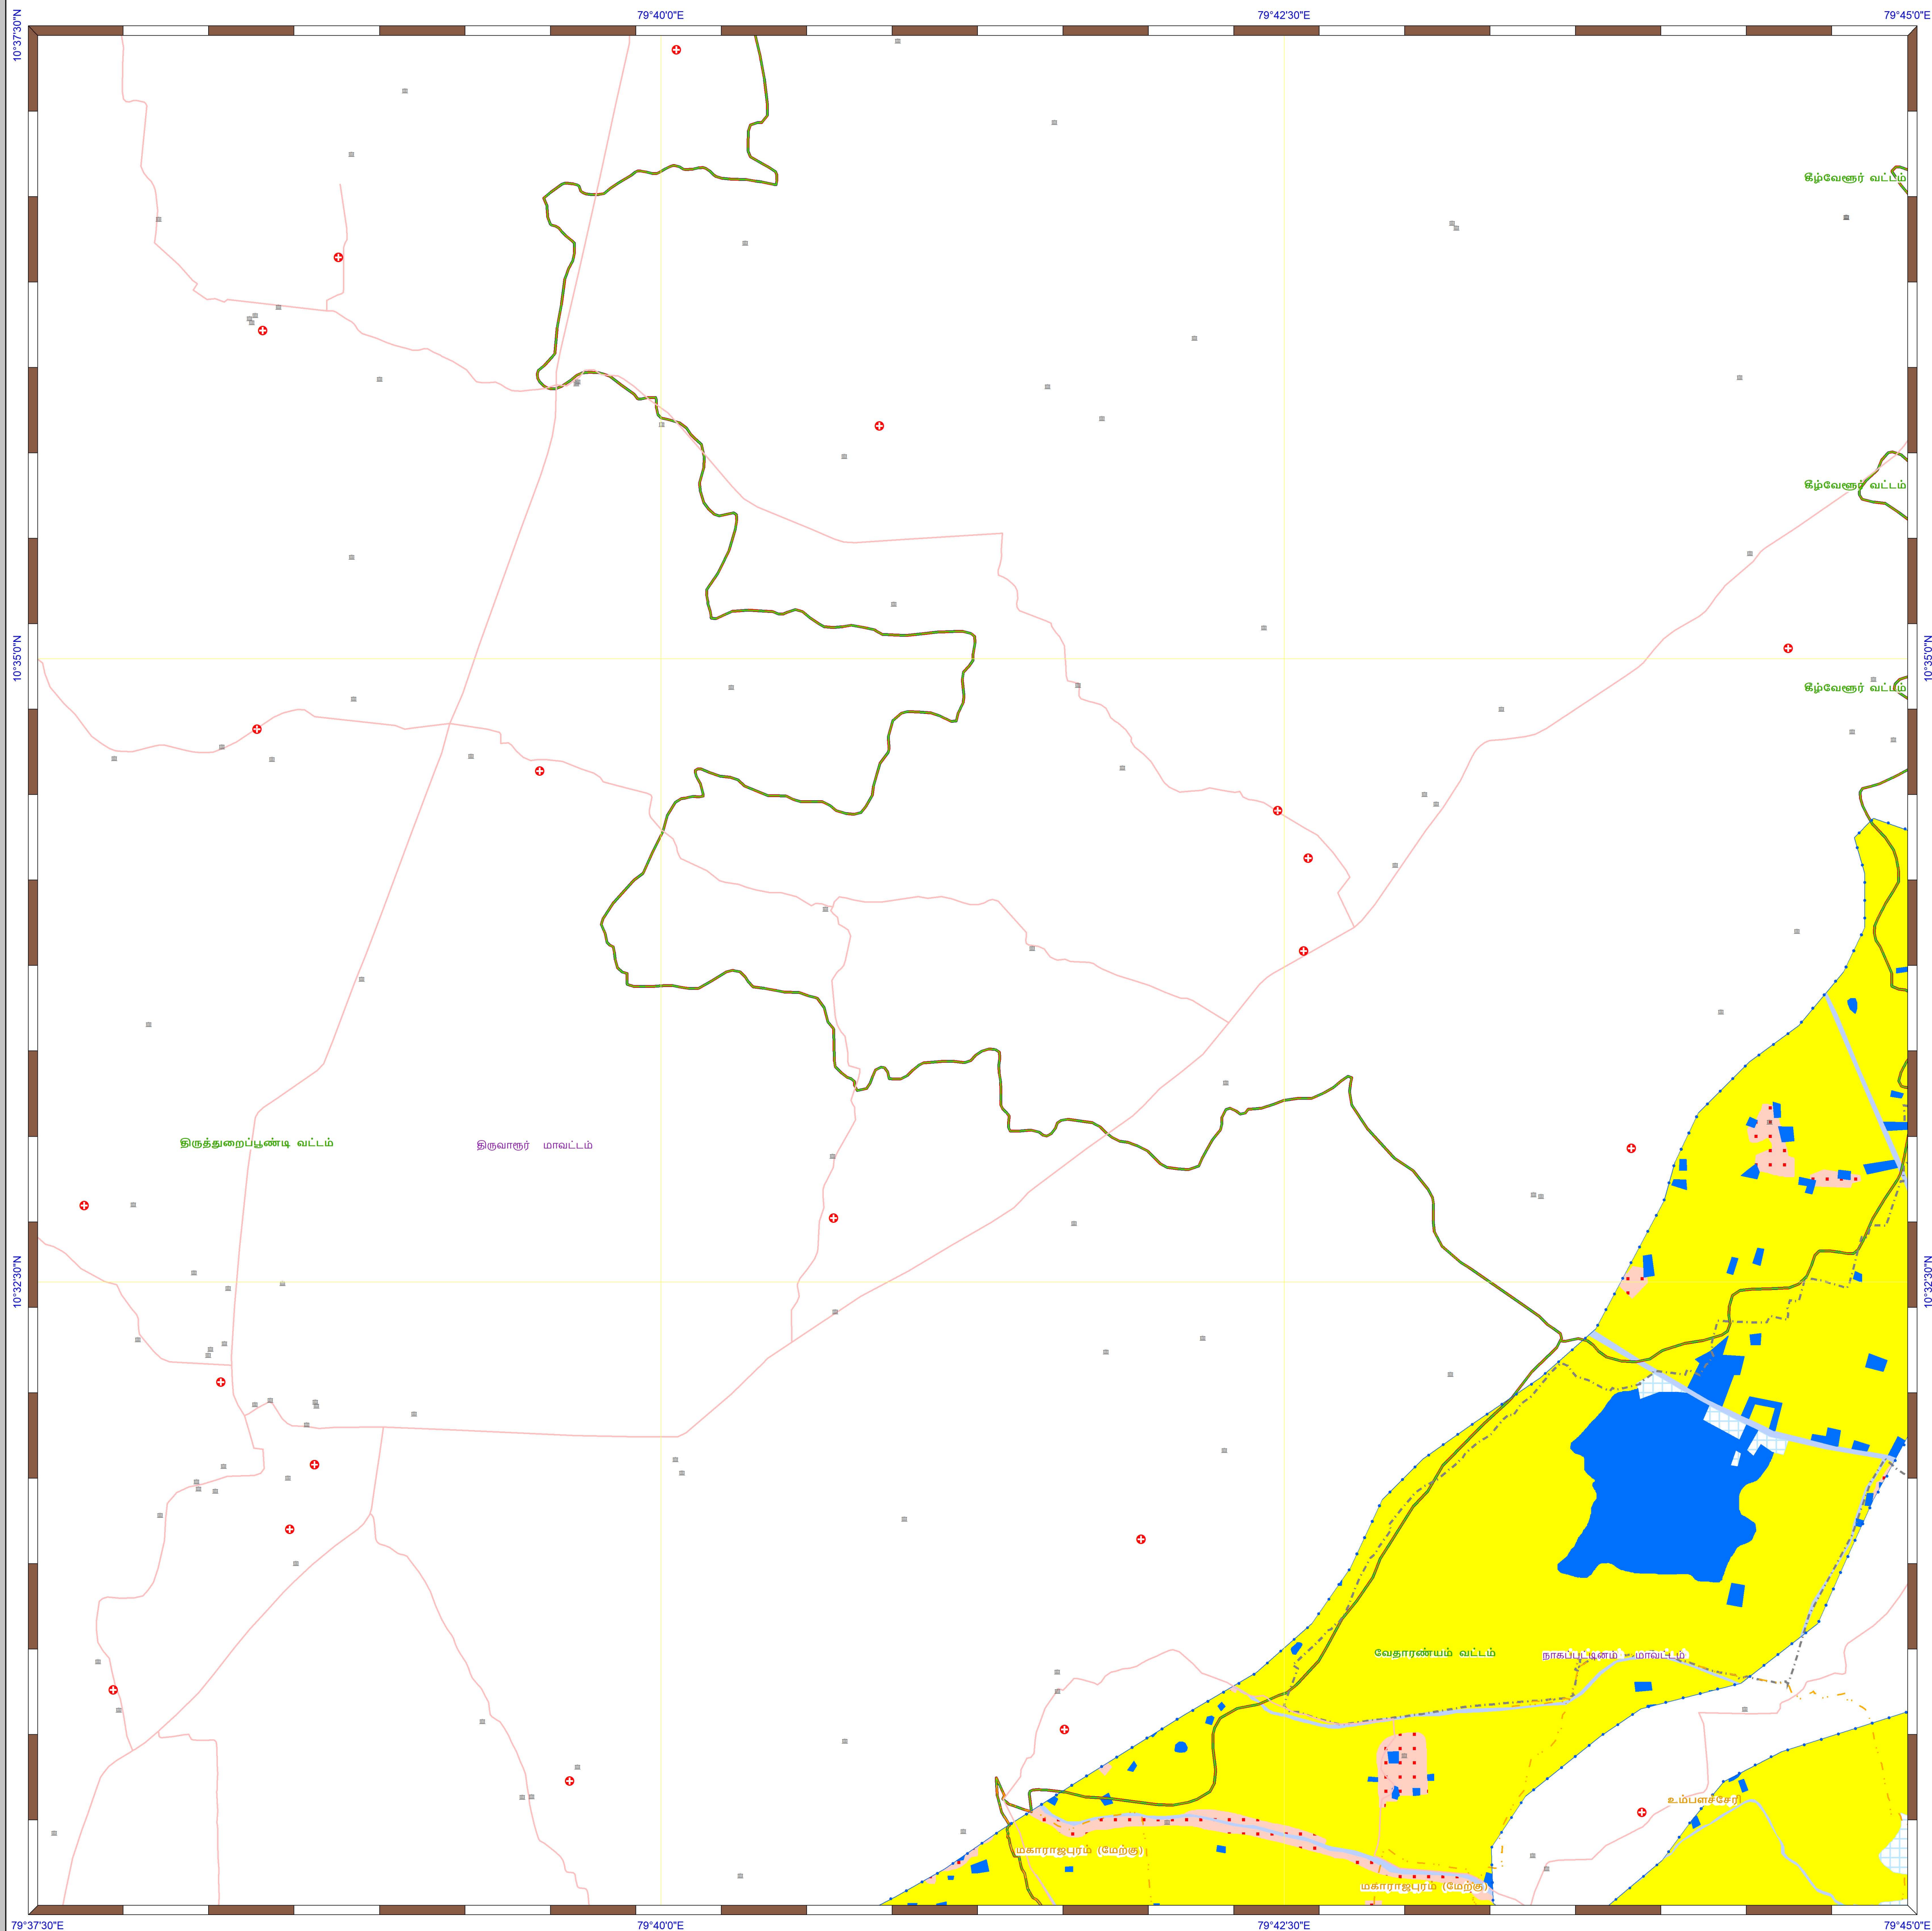 79°40'0"E
79°42'30"E
79°45'0"E
10°37'30"N
கீழ்வேளூர் வட்டம்
கீழ்வேளூர் வட்டம்
10°35'0"N
10°35'0"N
கீழ்வேளூர் வட்டம்
திருத்துறைப்பூண்டி வட்டம்
திருவாரூர் மாவட்டம்
10°32'30"N
10°32'30"N
வேதாரண்யம் வட்டம்
நாகப்பட்டினம் மாவட்டம்
உம்பளச்சேரி
மகாராஜபுரம் (மேற்கு)
மகாராஜபுரம் (மேற்கு)
79°37'30"E
79°40'0"E
79°42'30"E
79°45'0"E